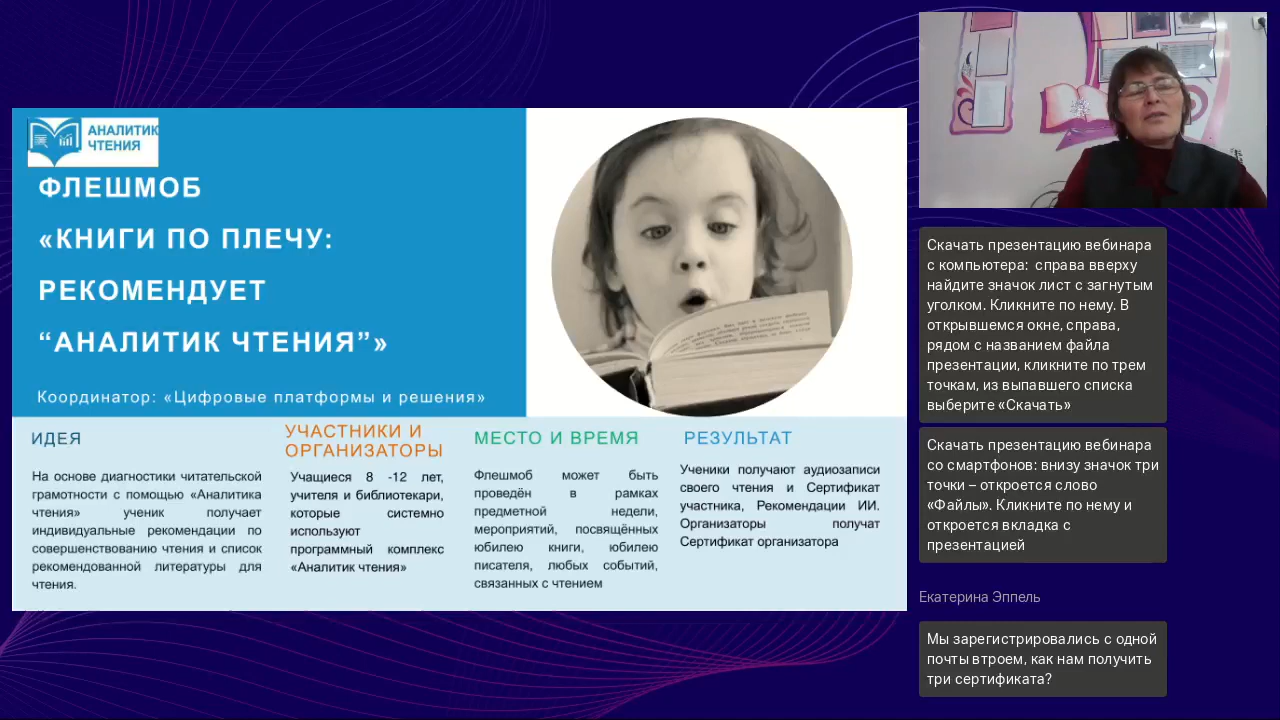 АНАЛИТИК
ЧТЕНИЯ
ФЛЕШМОБ
«КНИГИ ПО ПЛЕЧУ:
РЕКОМЕНДУЕТ
“АНАЛИТИК ЧТЕНИЯ”»
Координатор: «Цифровые платформы и решения»
ИДЕЯ
На основе диагностики читательской
грамотности с помощью «Аналитика
чтения» ученик получает
индивидуальные рекомендации по
совершенствованию чтения и список
рекомендованной литературы для
чтения.
УЧАСТНИКИ И
ОРГАНИЗАТОРЫ
Учащиеся 8 -12 лет,
учителя и библиотекари,
которые системно
используют
программный комплекс
«Аналитик чтения»
МЕСТО И ВРЕМЯ
Флешмоб может быть
проведён в рамках
предметной недели,
мероприятий, посвящённых
юбилею книги, юбилею
писателя, любых событий,
связанных с чтением
РЕЗУЛЬТАТ
Ученики получают аудиозаписи
своего чтения и Сертификат
участника, Рекомендации ИИ.
Организаторы получат
Сертификат организатора
Скачать презентацию вебинара
с компьютера: справа вверху
найдите значок лист с загнутым
уголком. Кликните по нему. В
открывшемся окне, справа,
рядом с названием файла
презентации, кликните по трем
точкам, из выпавшего списка
выберите «Скачать»
Скачать презентацию вебинара
со смартфонов: внизу значок три
точки – откроется слово
«Файлы». Кликните по нему и
откроется вкладка с
презентацией
Екатерина Эппель
Мы зарегистрировались с одной
почты втроем, как нам получить
три сертификата?